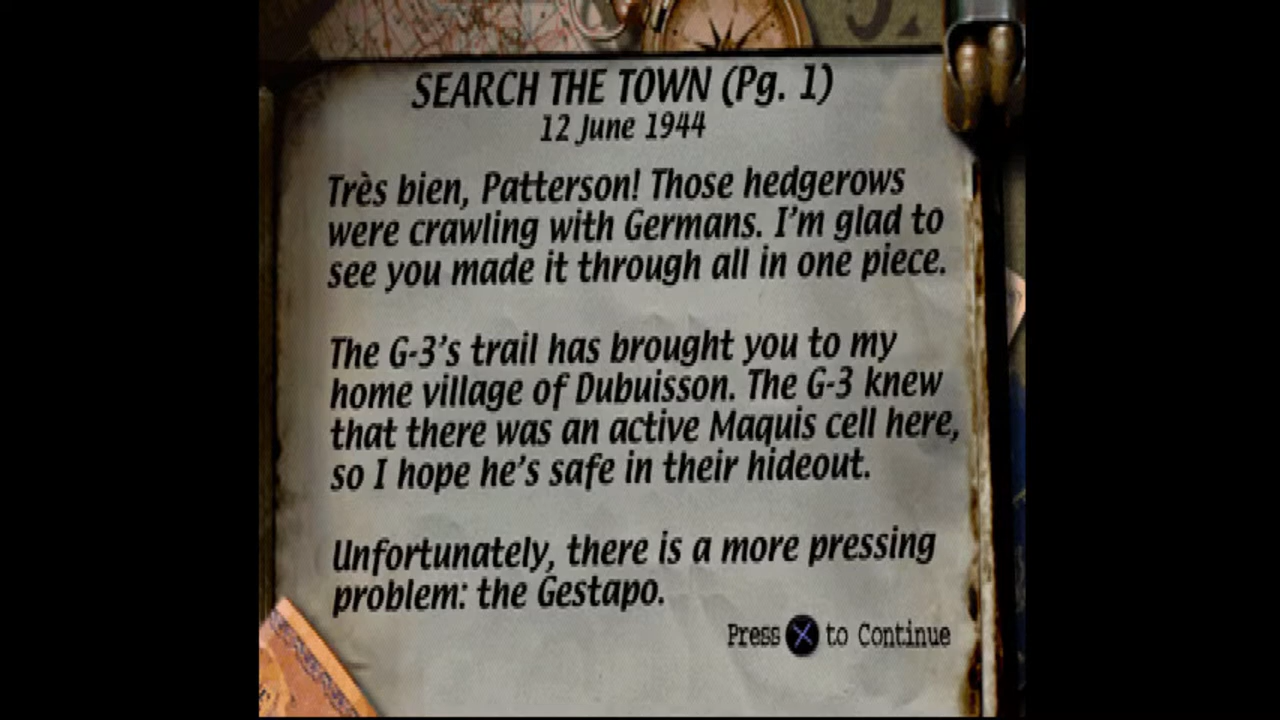 SEARCH THE TOWN (Pg. 1)
12 June 1944
Très bien, Patterson! Those hedgerows
were crawling with Germans. I'm glad to
see you made it through all in one piece.
The G-3's trail has brought you to my
home village of Dubuisson. The G-3 knew
that there was an active Maquis cell here,
so I hope he's safe in their hideout.
Unfortunately, there is a more pressing
problem: the Gestapo.
Press X to Continue